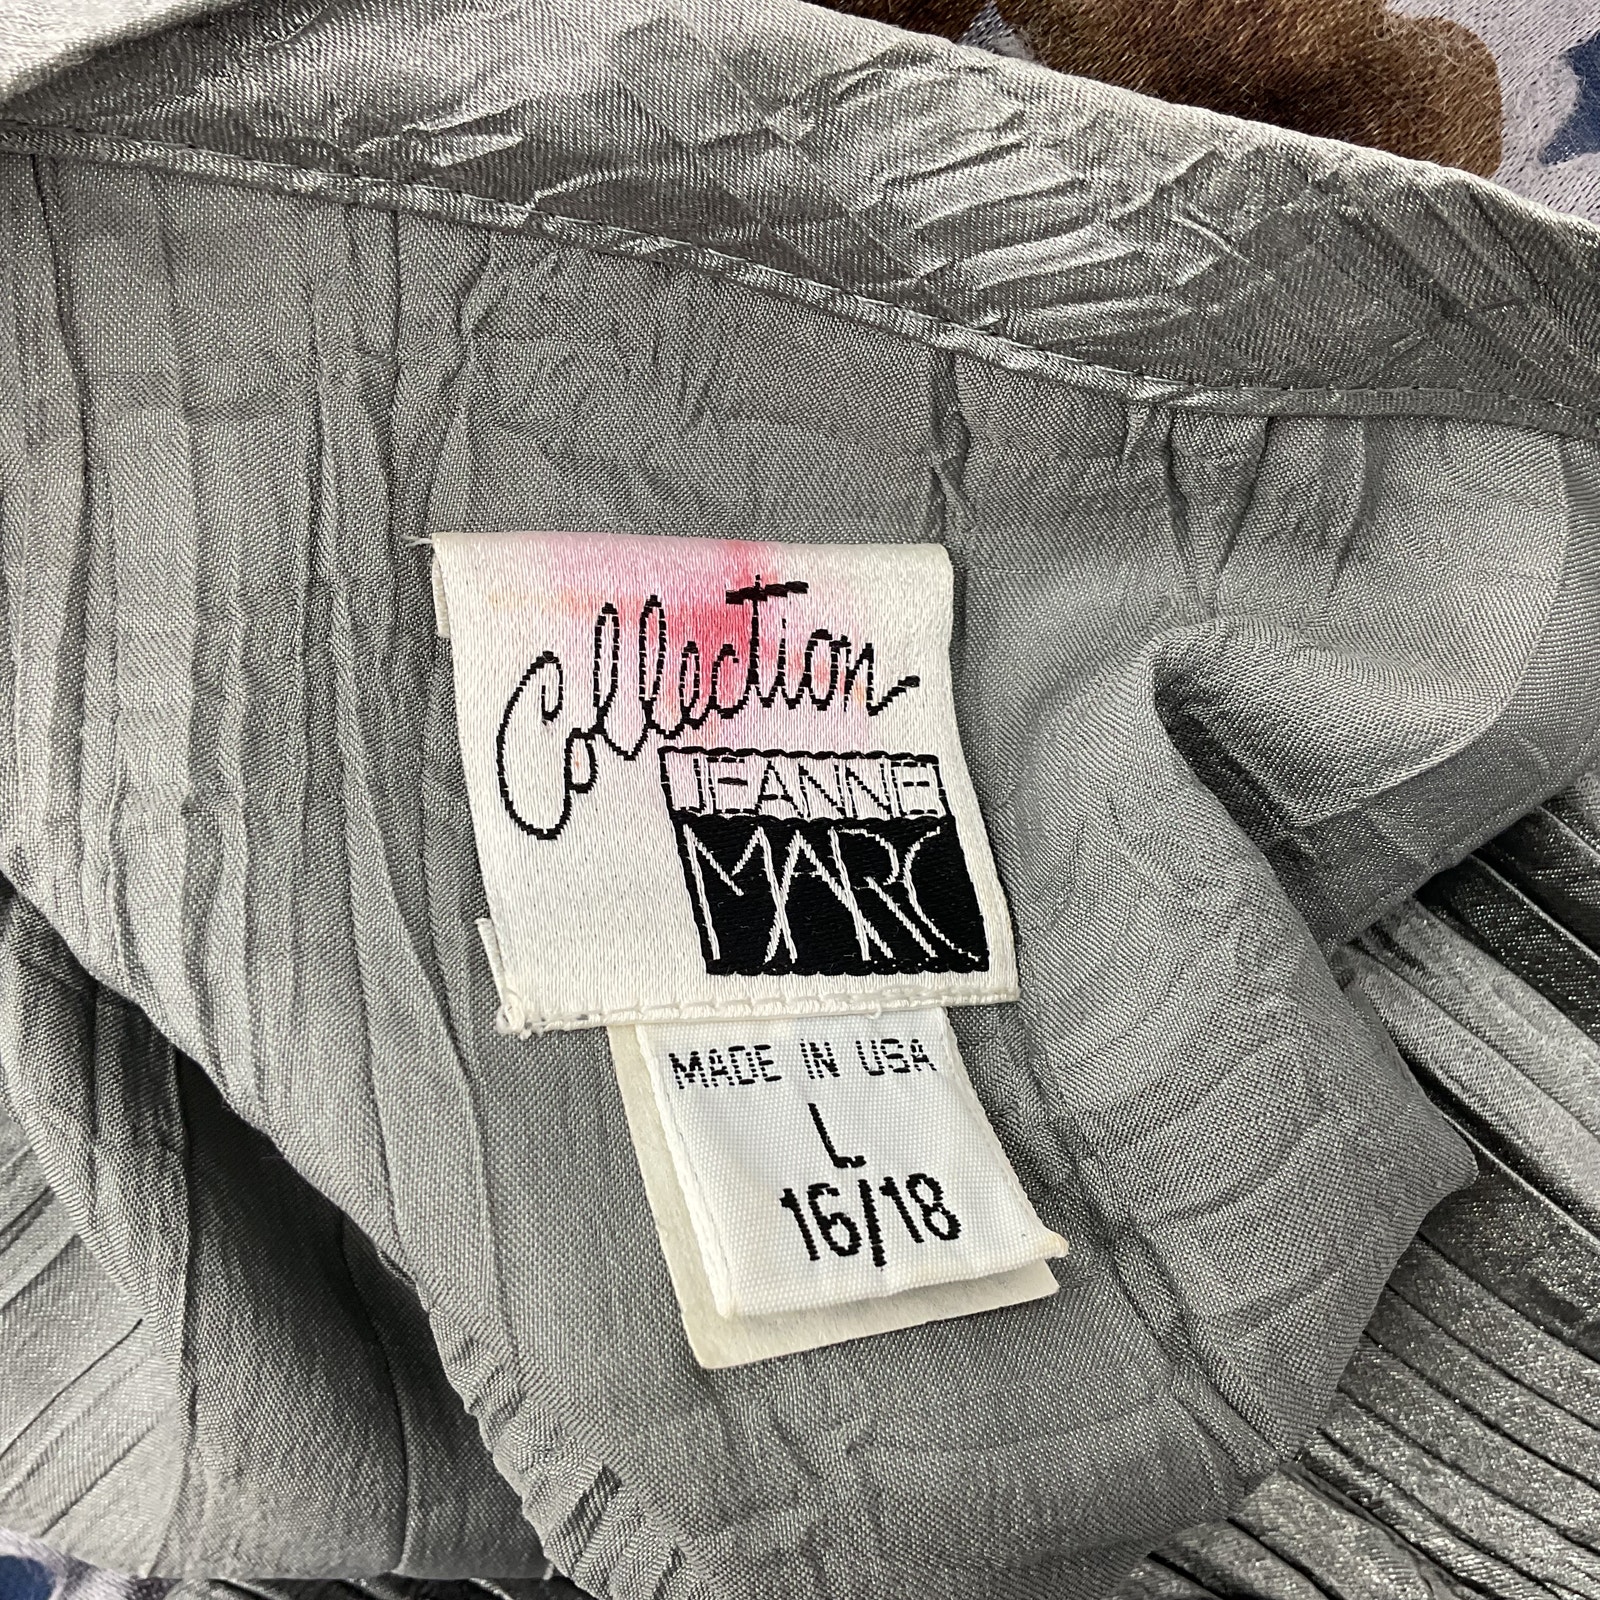 Collection
JEANNE
MARC
MADE IN USA
L
16/18